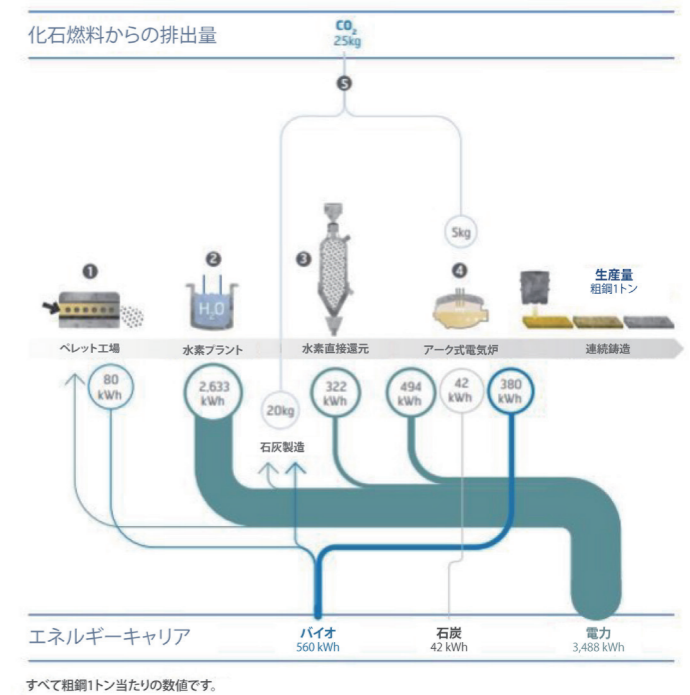 化石燃料からの排出量
CO₂
25kg
❺
5kg
❶
❷
❸
❹
H₂O
生産量
粗鋼1トン
ペレット工場
水素プラント
水素直接還元
アーク式電気炉
連続鋳造
80
kWh
2,633
kWh
20kg
322
kWh
494
kWh
42
kWh
380
kWh
石灰製造
エネルギーキャリア
バイオ
560 kWh
石炭
42 kWh
電力
3,488 kWh
すべて粗鋼1トン当たりの数値です。